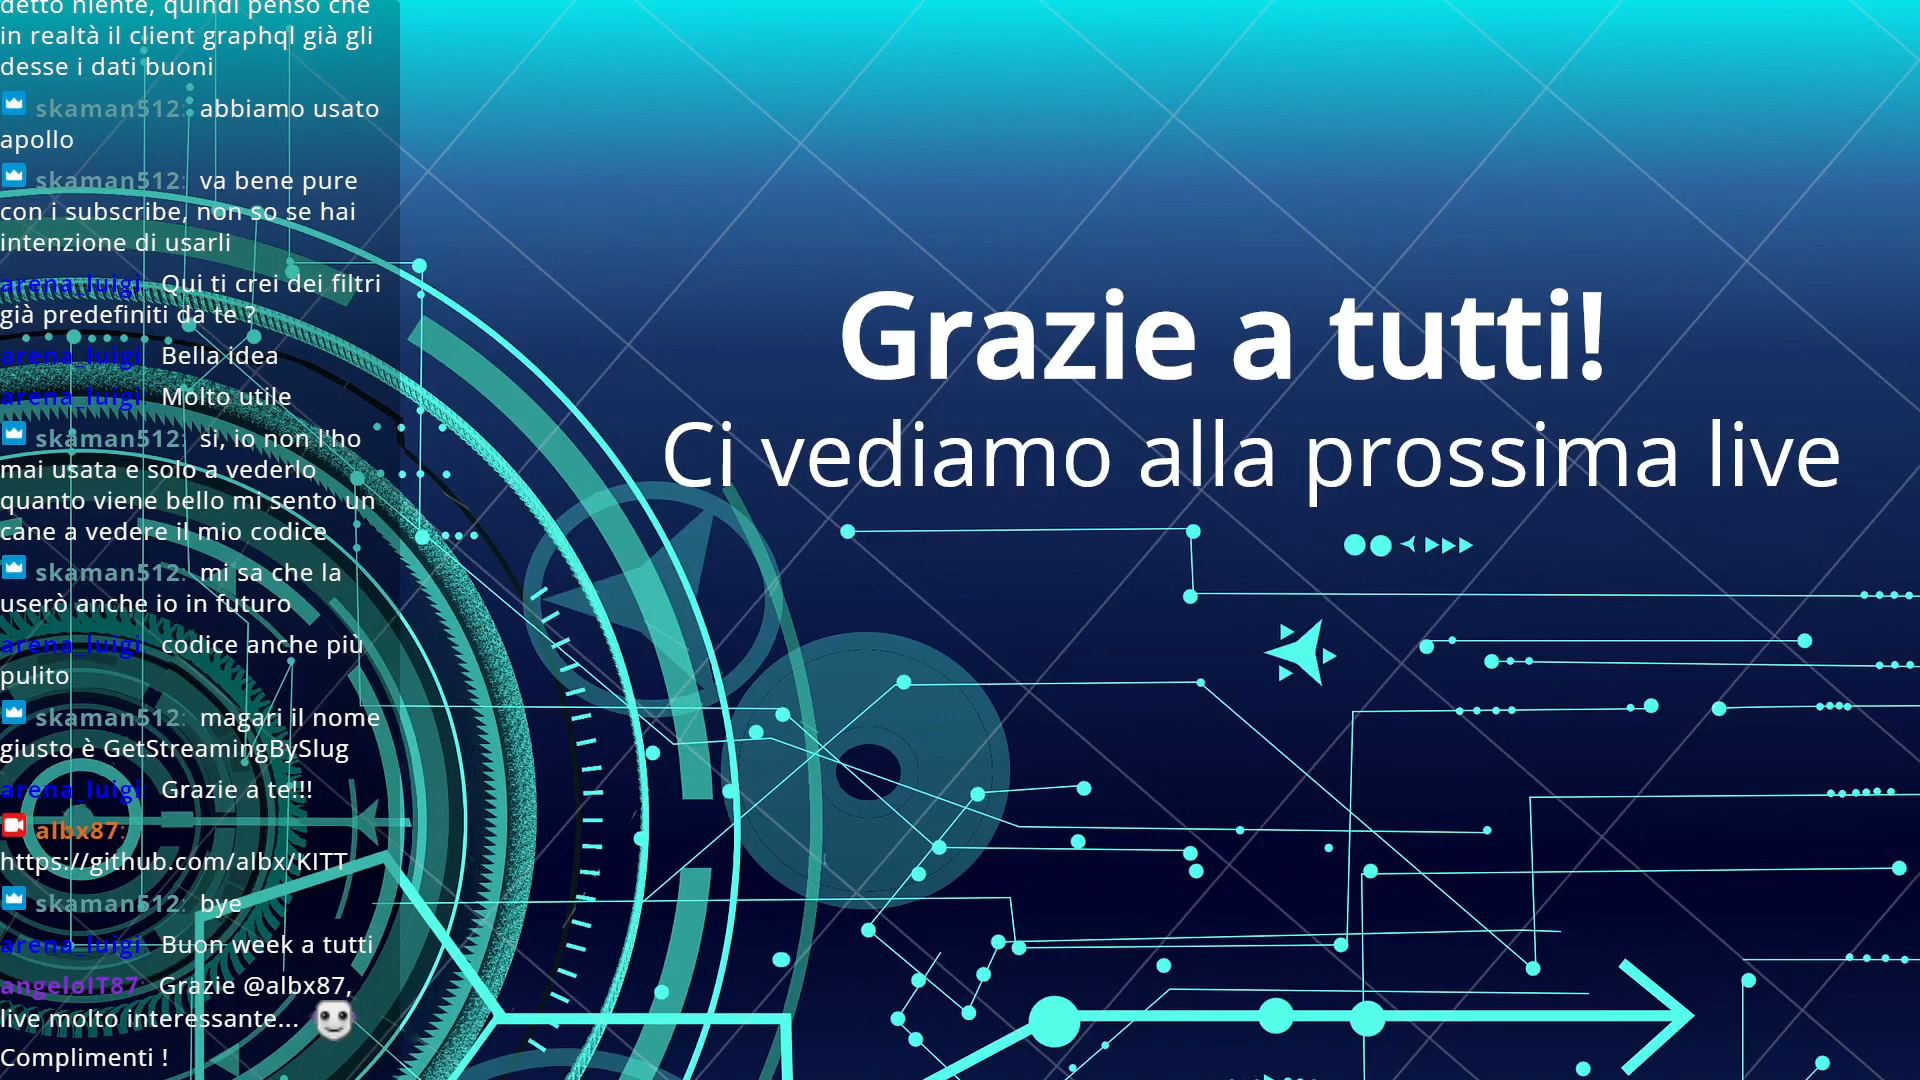 detto niente, quindi penso che
in realtà il client graphql già gli
desse i dati buoni
skaman512: abbiamo usato
apollo
skaman512: va bene pure
con i subscribe, non so se hai
intenzione di usarli
arena_luigi: Qui ti crei dei filtri
già predefiniti da te ?
arena_luigi: Bella idea
arena_luigi: Molto utile
skaman512: si, io non l'ho
mai usata e solo a vederlo
quanto viene bello mi sento un
cane a vedere il mio codice
skaman512: mi sa che la
userò anche io in futuro
arena_luigi: codice anche più
pulito
skaman512: magari il nome
giusto è GetStreamingBySlug
arena_luigi: Grazie a te!!!
albx87:
https://github.com/albx/KITT
skaman512: bye
arena_luigi: Buon week a tutti
angeloIT87: Grazie @albx87,
live molto interessante...
Complimenti !
Grazie a tutti!
Ci vediamo alla prossima live